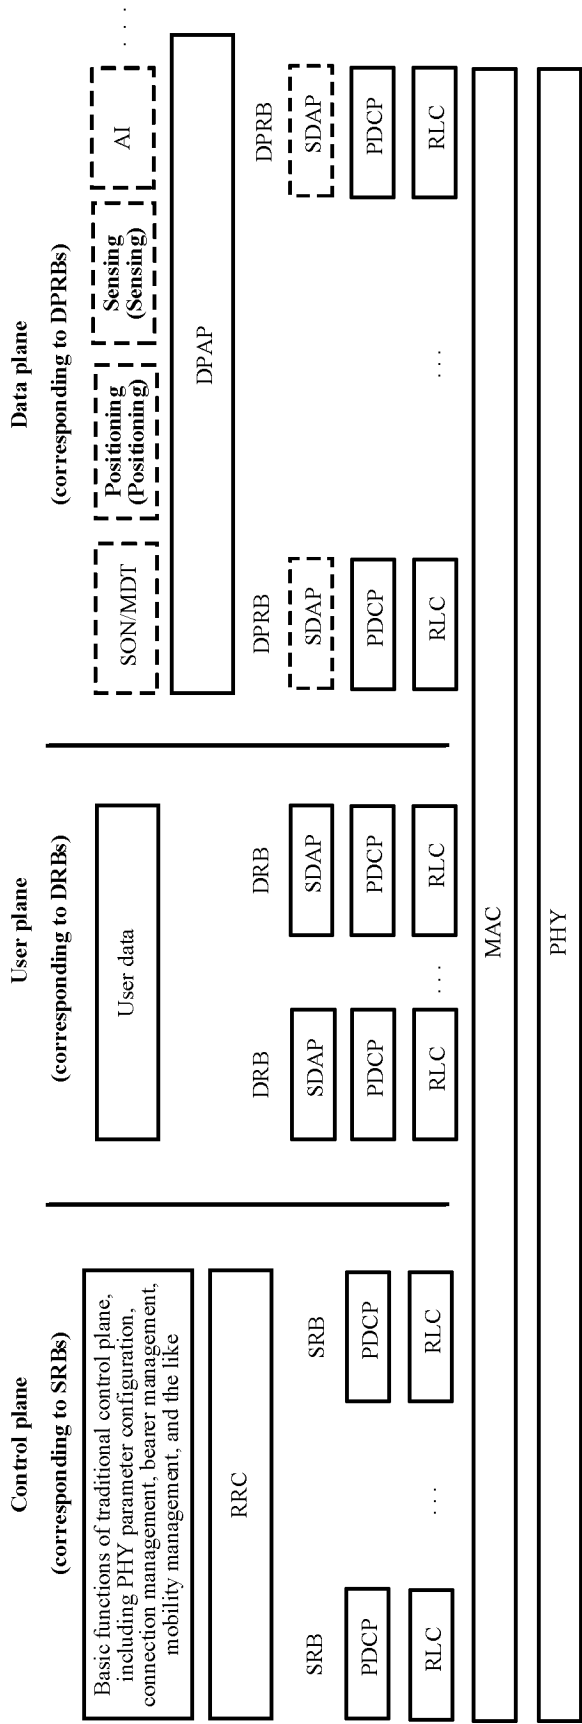 Control plane
(corresponding to SRBs)
Basic functions of traditional control plane,
including PHY parameter configuration,
connection management, bearer management,
mobility management, and the like
RRC
SRB
SRB
PDCP
PDCP
RLC
. . .
RLC
User plane
(corresponding to DRBs)
User data
DRB
DRB
SDAP
SDAP
PDCP
PDCP
RLC
. . .
RLC
Data plane
(corresponding to DPRBs)
SON/MDT
Positioning
(Positioning)
Sensing
(Sensing)
AI
. . .
DPAP
DPRB
DPRB
SDAP
SDAP
PDCP
PDCP
RLC
. . .
RLC
MAC
PHY